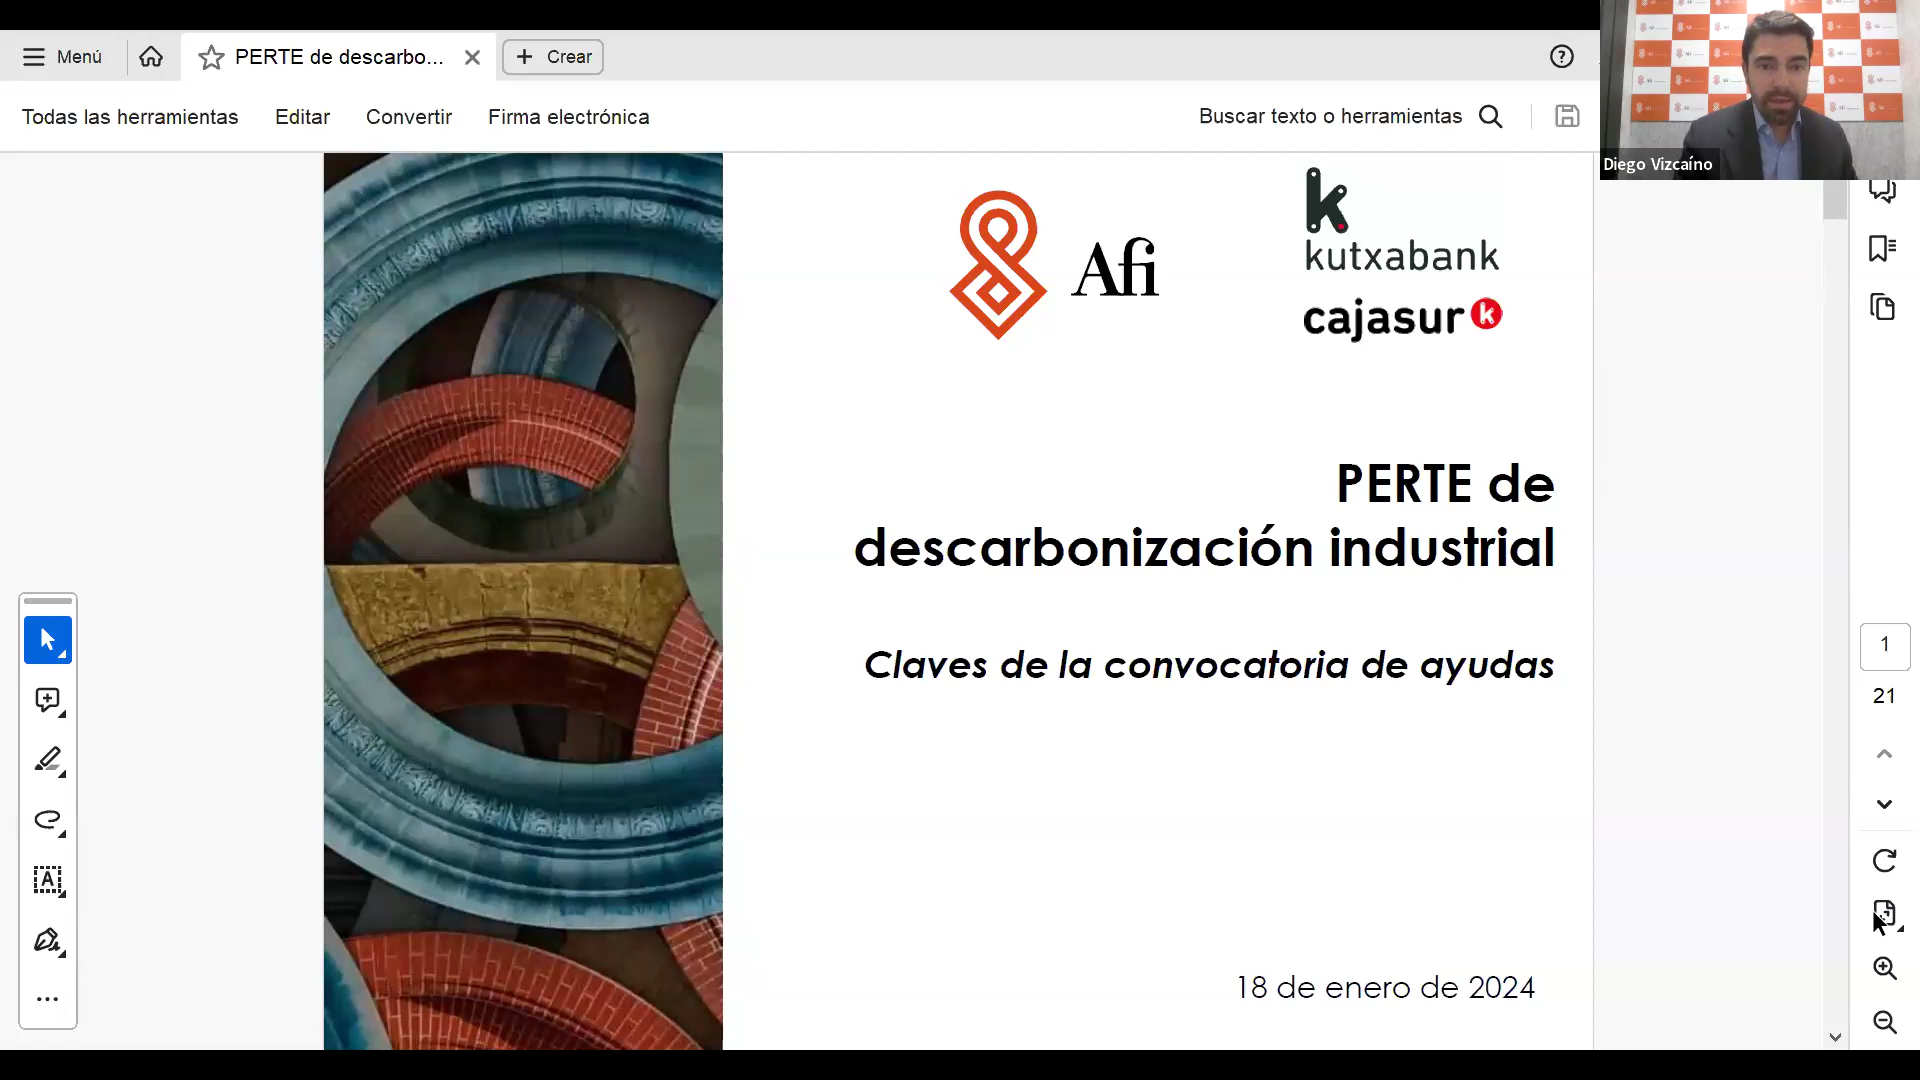 Menú
PERTE de descarbo...
Crear
Todas las herramientas
Editar
Convertir
Firma electrónica
Buscar texto o herramientas
Diego Vizcaíno
Afi
k
kutxabank
cajasur k
PERTE de
descarbonización industrial
Claves de la convocatoria de ayudas
18 de enero de 2024
1
21